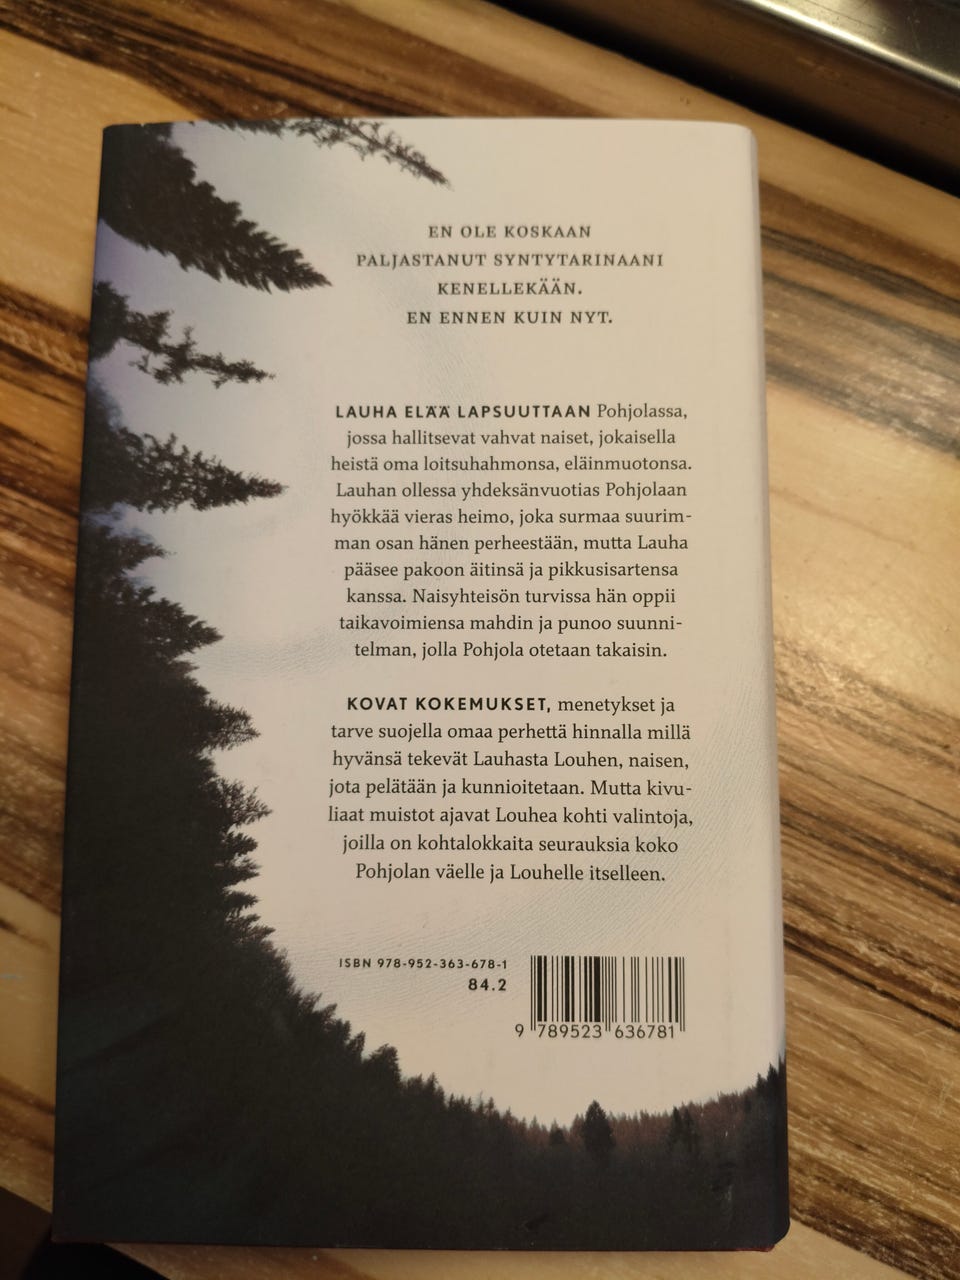 EN OLE KOSKAAN
PALJASTANUT SYNTYTARINAANI
KENELLEKÄÄN.
EN ENNEN KUIN NYT.
LAUHA ELÄÄ LAPSUUTTAAN Pohjolassa,
jossa hallitsevat vahvat naiset, jokaisella
heistä oma loitsuhahmonsa, eläinmuotonsa.
Lauhan ollessa yhdeksänvuotias Pohjolaan
hyökkää vieras heimo, joka surmaa suurim-
man osan hänen perheestään, mutta Lauha
pääsee pakoon äitinsä ja pikkusisartensa
kanssa. Naisyhteisön turvissa hän oppii
taikavoimiensa mahdin ja punoo suunni-
telman, jolla Pohjola otetaan takaisin.
KOVAT KOKEMUKSET, menetykset ja
tarve suojella omaa perhettä hinnalla millä
hyvänsä tekevät Lauhasta Louhen, naisen,
jota pelätään ja kunnioitetaan. Mutta kivu-
liaat muistot ajavat Louhea kohti valintoja,
joilla on kohtalokkaita seurauksia koko
Pohjolan väelle ja Louhelle itselleen.
ISBN 978-952-363-678-1
84.2
9 789523 636781